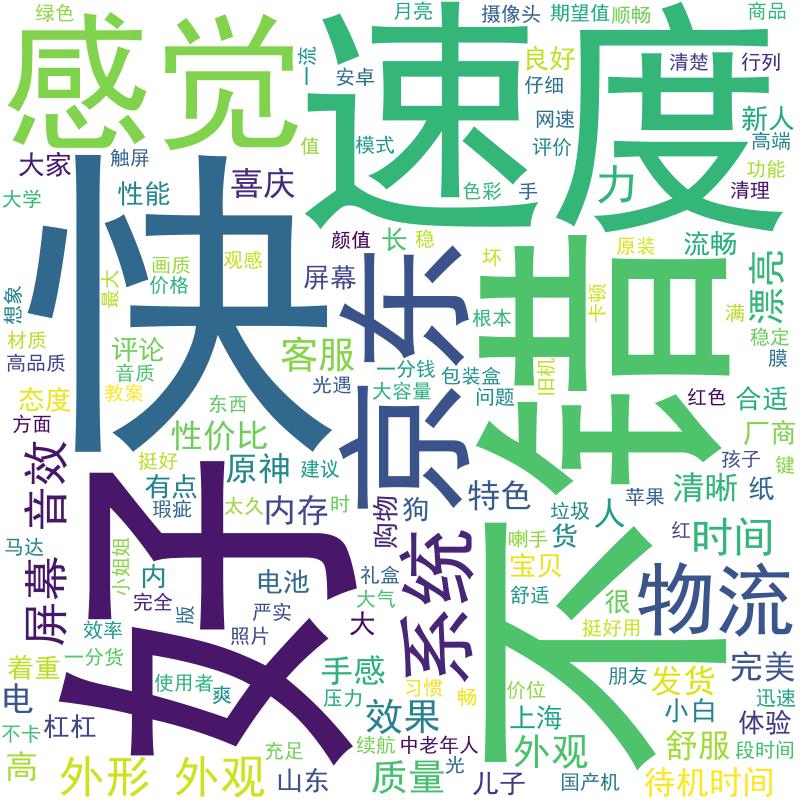 绿色
感觉
月亮
摄像头
期望值
顺畅
商品
一流
安卓
速度
良好
清楚
行列
仔细
网速
新人
值
模式
评价
高端
大家
触屏
性能
喜庆
色彩
手
力
功能
清理
大学
颜值
长
稳
原装
流畅
快
画质
观感
屏幕
京东
坏
不错
漂亮
想象
最大
价格
卡顿
满
根本
稳定
材质
高品质
评论
客服
一分钱
包装盒
膜
音质
光遇
大容量
问题
旧机
态度
教案
东西
红色
合适
方面
性价比
厂商
音效
挺好
原神
建议
孩子
键
好
有点
瑕疵
太久
内存
时
购物
狗
特色
苹果
清晰
纸
垃圾
人
马达
小姐姐
屏幕
喇手
货
红
时间
内
电池
礼盒
系统
宝贝
完全
版
严实
大气
舒适
很
物流
效率
照片
大
挺好用
着重
一分货
手感
朋友
发货
完美
使用者
爽
压力
习惯
畅
价位
迅速
电
杠杠
效果
上海
小白
体验
不卡
充足
续航
中老年人
外观
舒服
段时间
高
外形
外观
山东
质量
光
儿子
国产机
待机时间